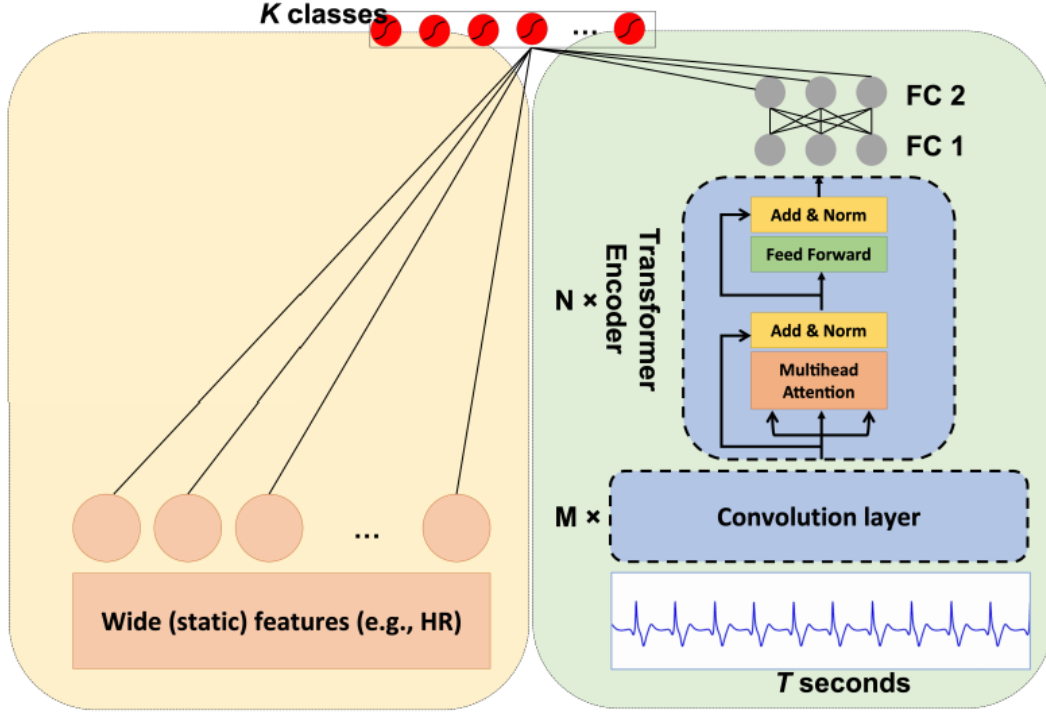 K classes
...
FC 2
FC 1
Add & Norm
Feed Forward
Transformer
Encoder
N ×
Add & Norm
Multihead
Attention
M ×
Convolution layer
...
Wide (static) features (e.g., HR)
T seconds